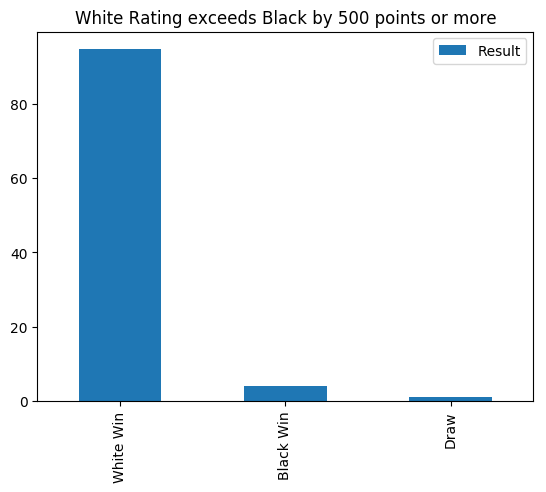 White Rating exceeds Black by 500 points or more
Result
80
60
40
20
0
White Win
Black Win
Draw